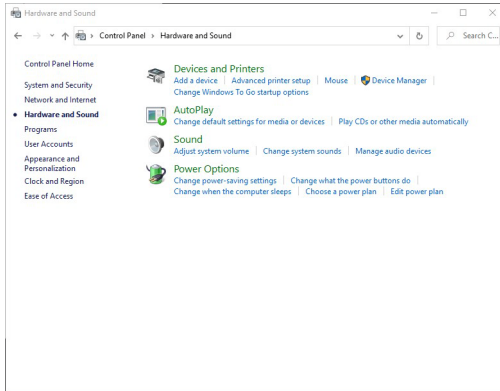 Hardware and Sound
Control Panel › Hardware and Sound
Search C...
Control Panel Home
System and Security
Network and Internet
Hardware and Sound
Programs
User Accounts
Appearance and
Personalization
Clock and Region
Ease of Access
Devices and Printers
Add a device | Advanced printer setup | Mouse | Device Manager |
Change Windows To Go startup options
AutoPlay
Change default settings for media or devices | Play CDs or other media automatically
Sound
Adjust system volume | Change system sounds | Manage audio devices
Power Options
Change power-saving settings | Change what the power buttons do |
Change when the computer sleeps | Choose a power plan | Edit power plan